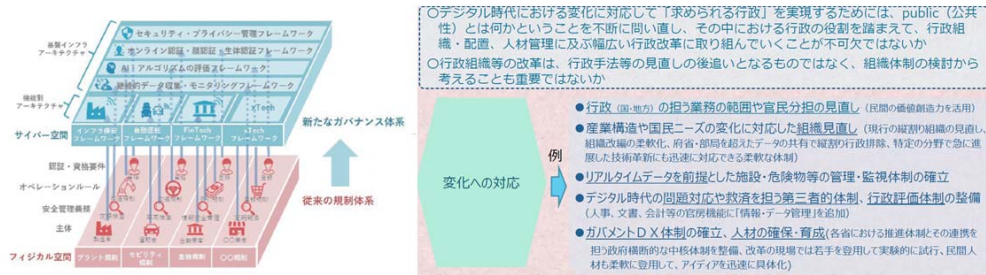 基盤インフラ
アーキテクチャ
セキュリティ・プライバシー管理フレームワーク
オンライン認証・顔認証・生体認証フレームワーク
AI・アルゴリズムの評価フレームワーク
継続的データ収集・モニタリングフレームワーク
機能別
アーキテクチャ
xTech
サイバー空間
インフラ保安
フレームワーク
自動運転
フレームワーク
FinTech
フレームワーク
xTech
フレームワーク
新たなガバナンス体系
認証・資格要件
オペレーションルール
安全管理義務
主体
従来の規制体系
フィジカル空間
プラント規制
モビリティ
規制
金融規制
〇〇規制
〇デジタル時代における変化に対応して「求められる行政」を実現するためには、public（公共
性）とは何かということを不断に問い直し、その中における行政の役割を踏まえて、行政組
織・配置、人材管理に及ぶ幅広い行政改革に取り組んでいくことが不可欠ではないか
〇行政組織等の改革は、行政手法等の見直しの後追いとなるものではなく、組織体制の検討から
考えることも重要ではないか
変化への対応
例
●行政（国・地方）の担う業務の範囲や官民分担の見直し（民間の価値創造力を活用）
●産業構造や国民ニーズの変化に対応した組織見直し（現行の縦割り組織の見直し、
組織改編の柔軟化、府省・部局を超えたデータの共有で縦割り行政排除、特定の分野で急に進
展した技術革新にも迅速に対応できる柔軟な体制）
●リアルタイムデータを前提とした施設・危険物等の管理・監視体制の確立
●デジタル時代の問題対応や救済を担う第三者的体制、行政評価体制の整備
（人事、文書、会計等の官房機能に「情報・データ管理」を追加）
●ガバメントＤＸ体制の確立、人材の確保・育成（各省における推進体制とその連携を
担う政府横断的な中核体制を整備、改革の現場では若手を登用して実験的に試行、民間人
材も柔軟に登用して、アイディアを迅速に具体化）